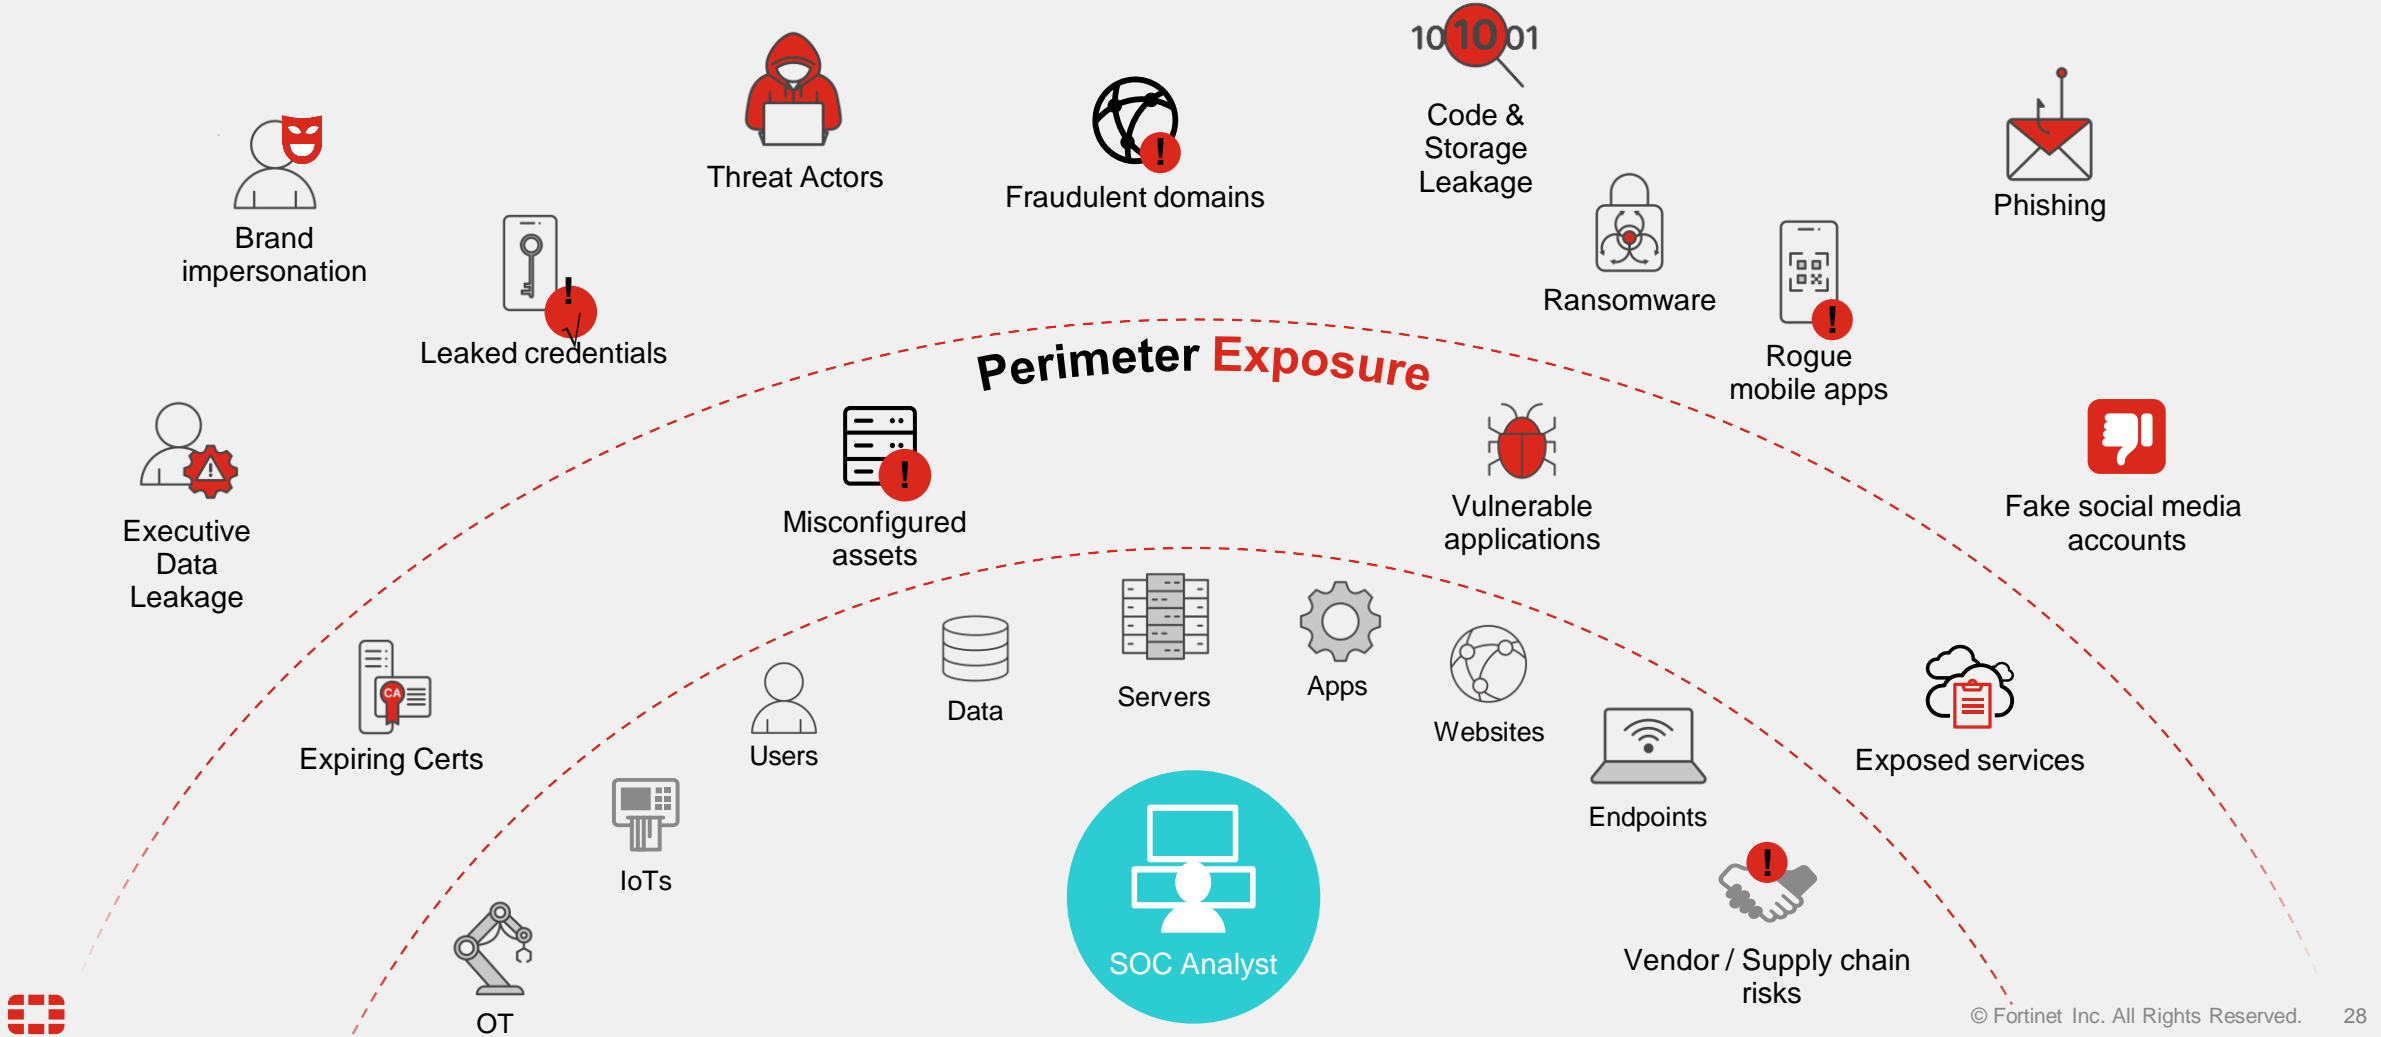 10 10 01
Code &
Storage
Leakage
Threat Actors
Fraudulent domains
Phishing
Brand
impersonation
!
Ransomware
!
√
Leaked credentials
!
Rogue
mobile apps
Perimeter Exposure
!
Executive
Data
Leakage
!
Misconfigured
assets
Vulnerable
applications
Fake social media
accounts
CA
Expiring Certs
Users
Data
Servers
Apps
Websites
Exposed services
IoTs
Endpoints
!
OT
SOC Analyst
Vendor / Supply chain
risks
© Fortinet Inc. All Rights Reserved. 28